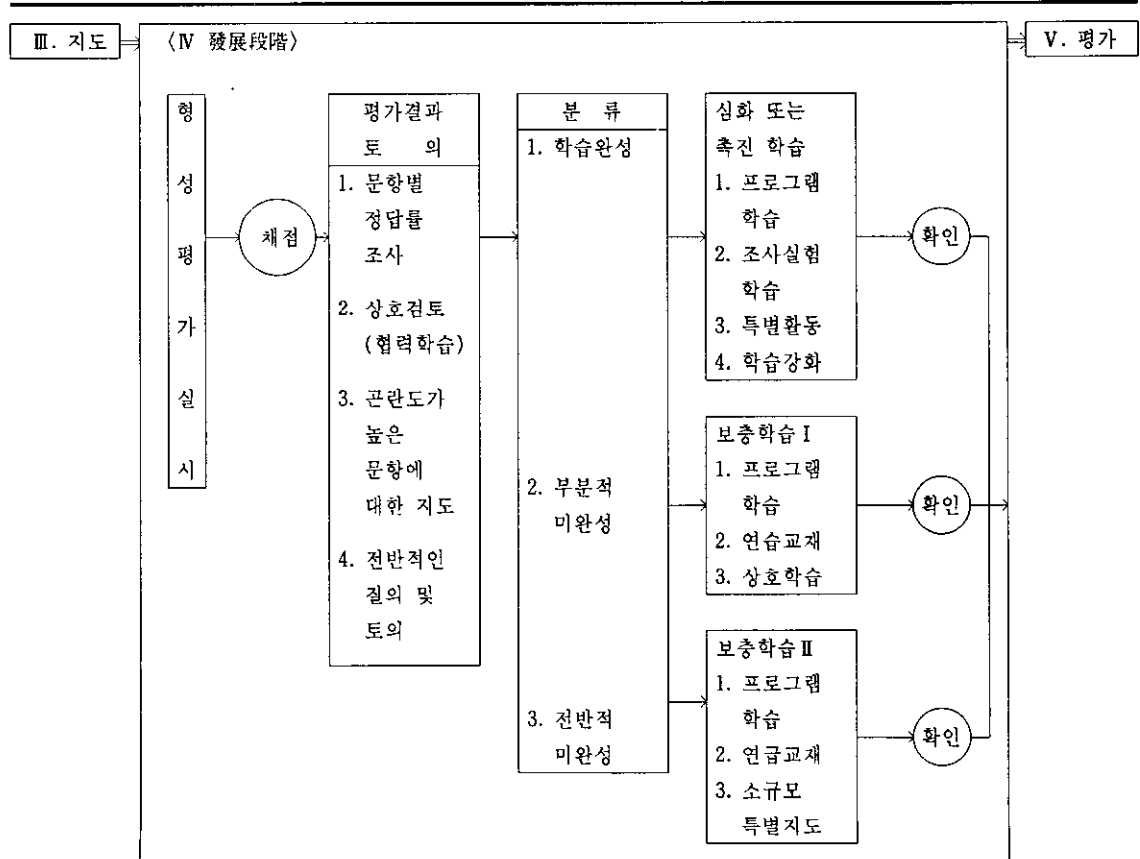 Ⅲ. 지도
〈Ⅳ 發展段階〉
Ⅴ. 평가
형
성
평
가
실
시
채점
평가결과
토 의
1. 문항별
정답률
조사
2. 상호검토
(협력학습)
3. 곤란도가
높은
문항에
대한 지도
4. 전반적인
질의 및
토의
분 류
1. 학습완성
2. 부분적
미완성
3. 전반적
미완성
심화 또는
촉진 학습
1. 프로그램
학습
2. 조사실험
학습
3. 특별활동
4. 학습강화
확인
보충학습Ⅰ
1. 프로그램
학습
2. 연습교재
3. 상호학습
확인
보충학습Ⅱ
1. 프로그램
학습
2. 연급교재
3. 소규모
특별지도
확인